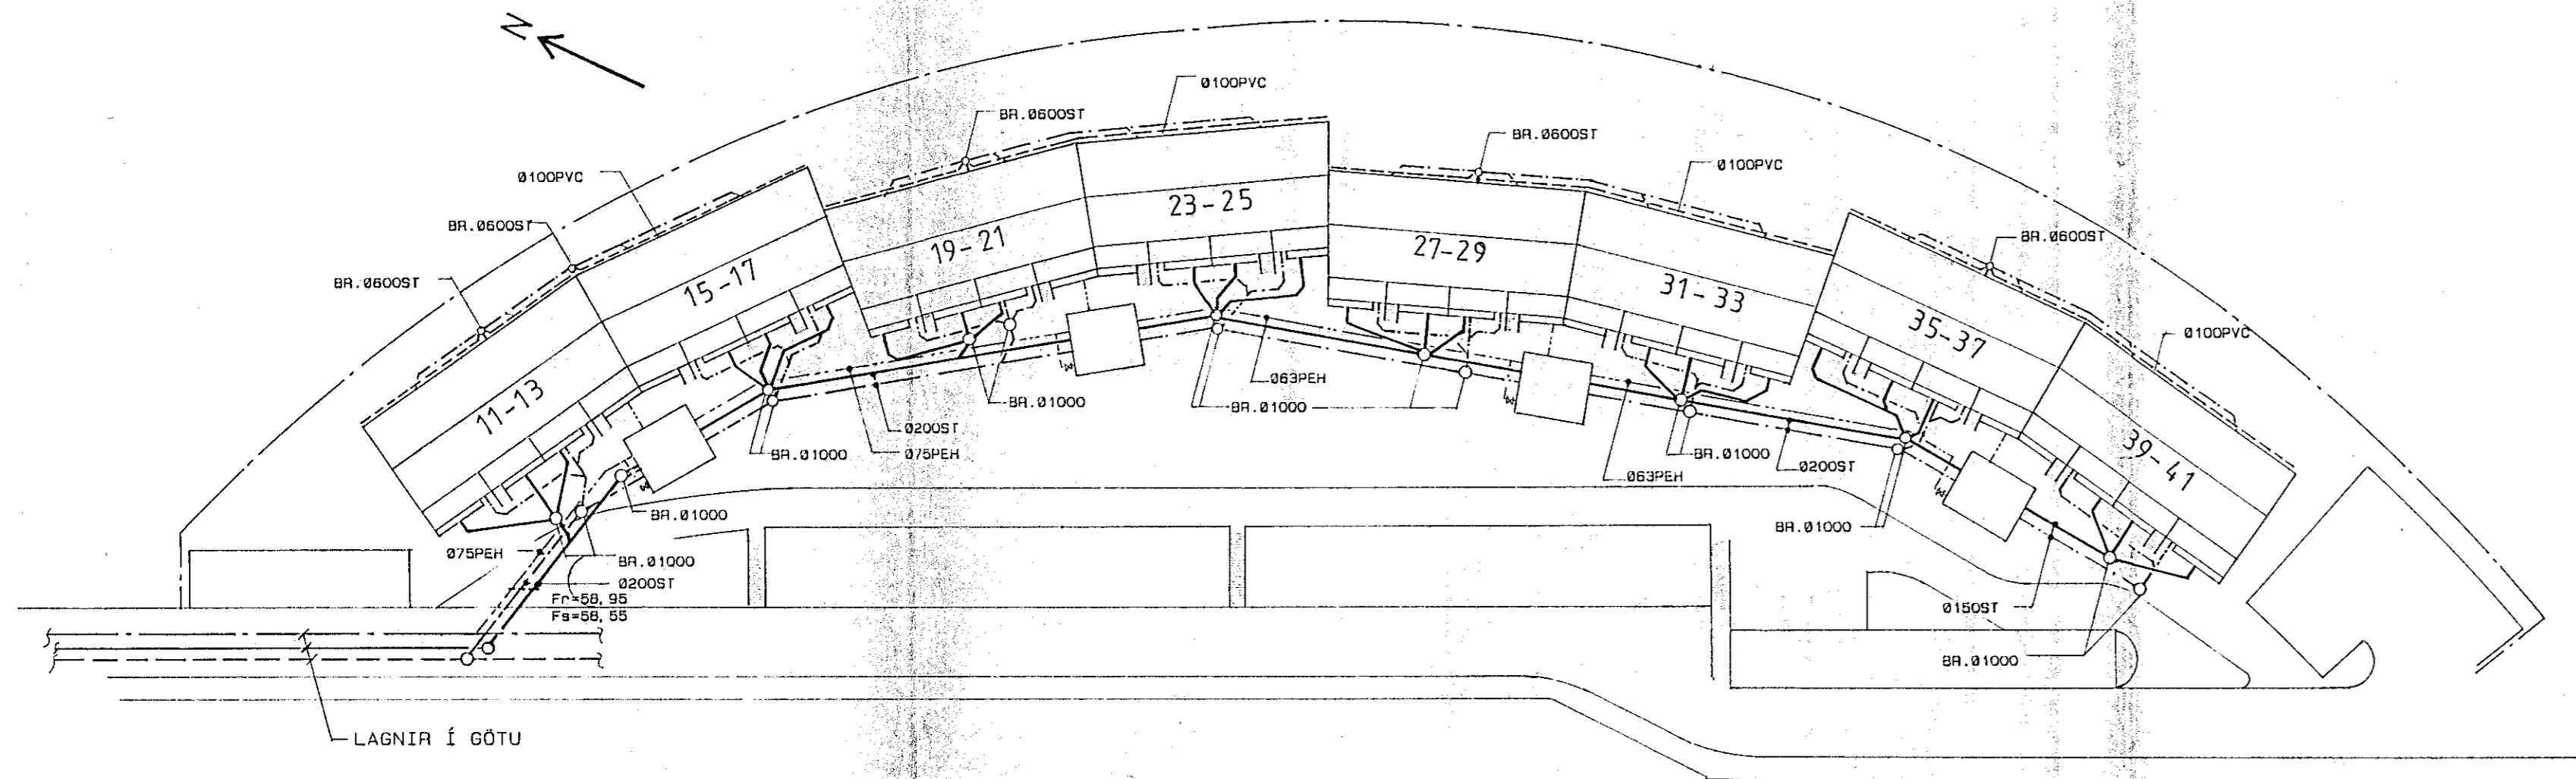 N
Ø100PVC
BR.Ø600ST
BR.Ø600ST
Ø100PVC
Ø100PVC
BR.Ø600ST
BR.Ø600ST
BR.Ø600ST
Ø100PVC
23-25
19-21
27-29
15-17
31-33
35-37
11-13
39-41
Ø63PEH
BR.Ø1000
BR.Ø1000
Ø200ST
Ø75PEH
BR.Ø1000
BR.Ø1000
Ø200ST
Ø63PEH
BR.Ø1000
BR.Ø1000
Ø75PEH
BR.Ø1000
Ø200ST
Fr=58,95
Fs=58,55
Ø150ST
BR.Ø1000
LAGNIR Í GÖTU